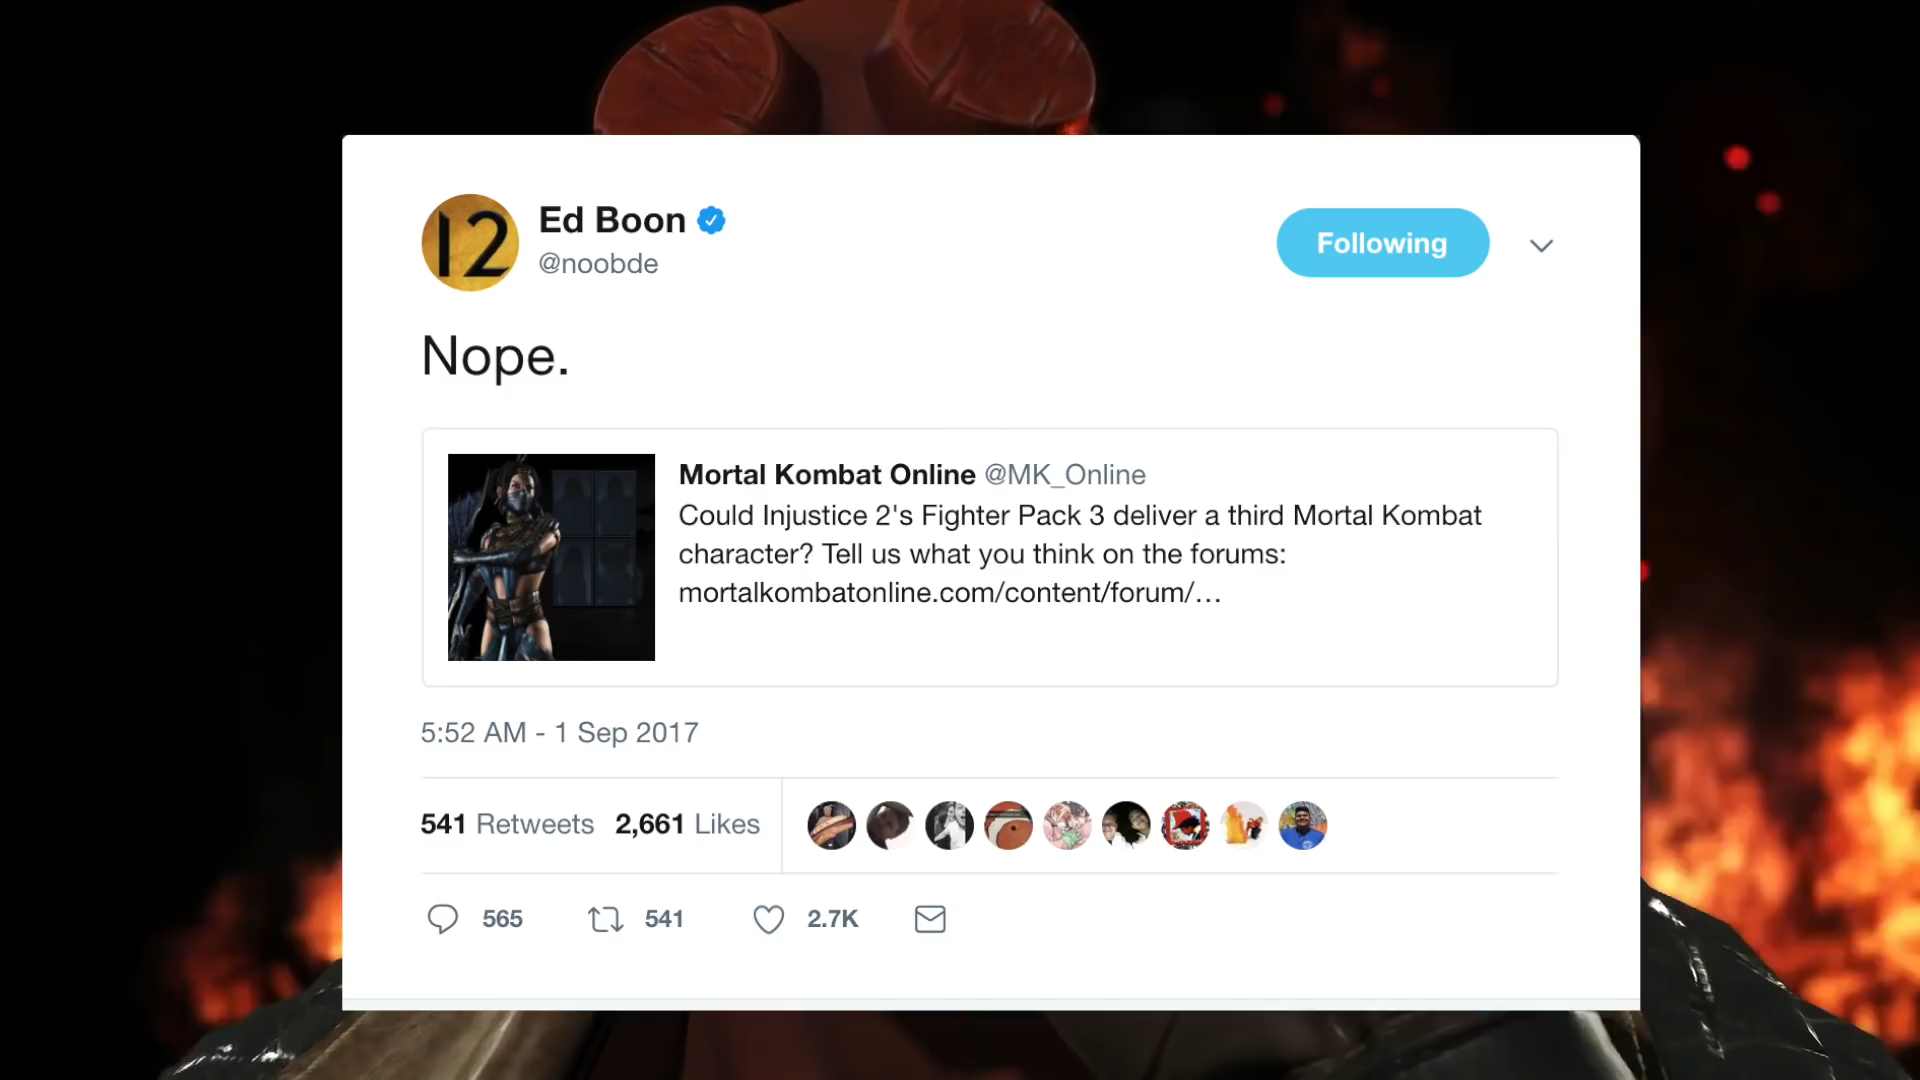 12
Ed Boon
@noobde
Following
Nope.
Mortal Kombat Online @MK_Online
Could Injustice 2's Fighter Pack 3 deliver a third Mortal Kombat
character? Tell us what you think on the forums:
mortalkombatonline.com/content/forum/…
5:52 AM - 1 Sep 2017
541 Retweets 2,661 Likes
565 541 2.7K